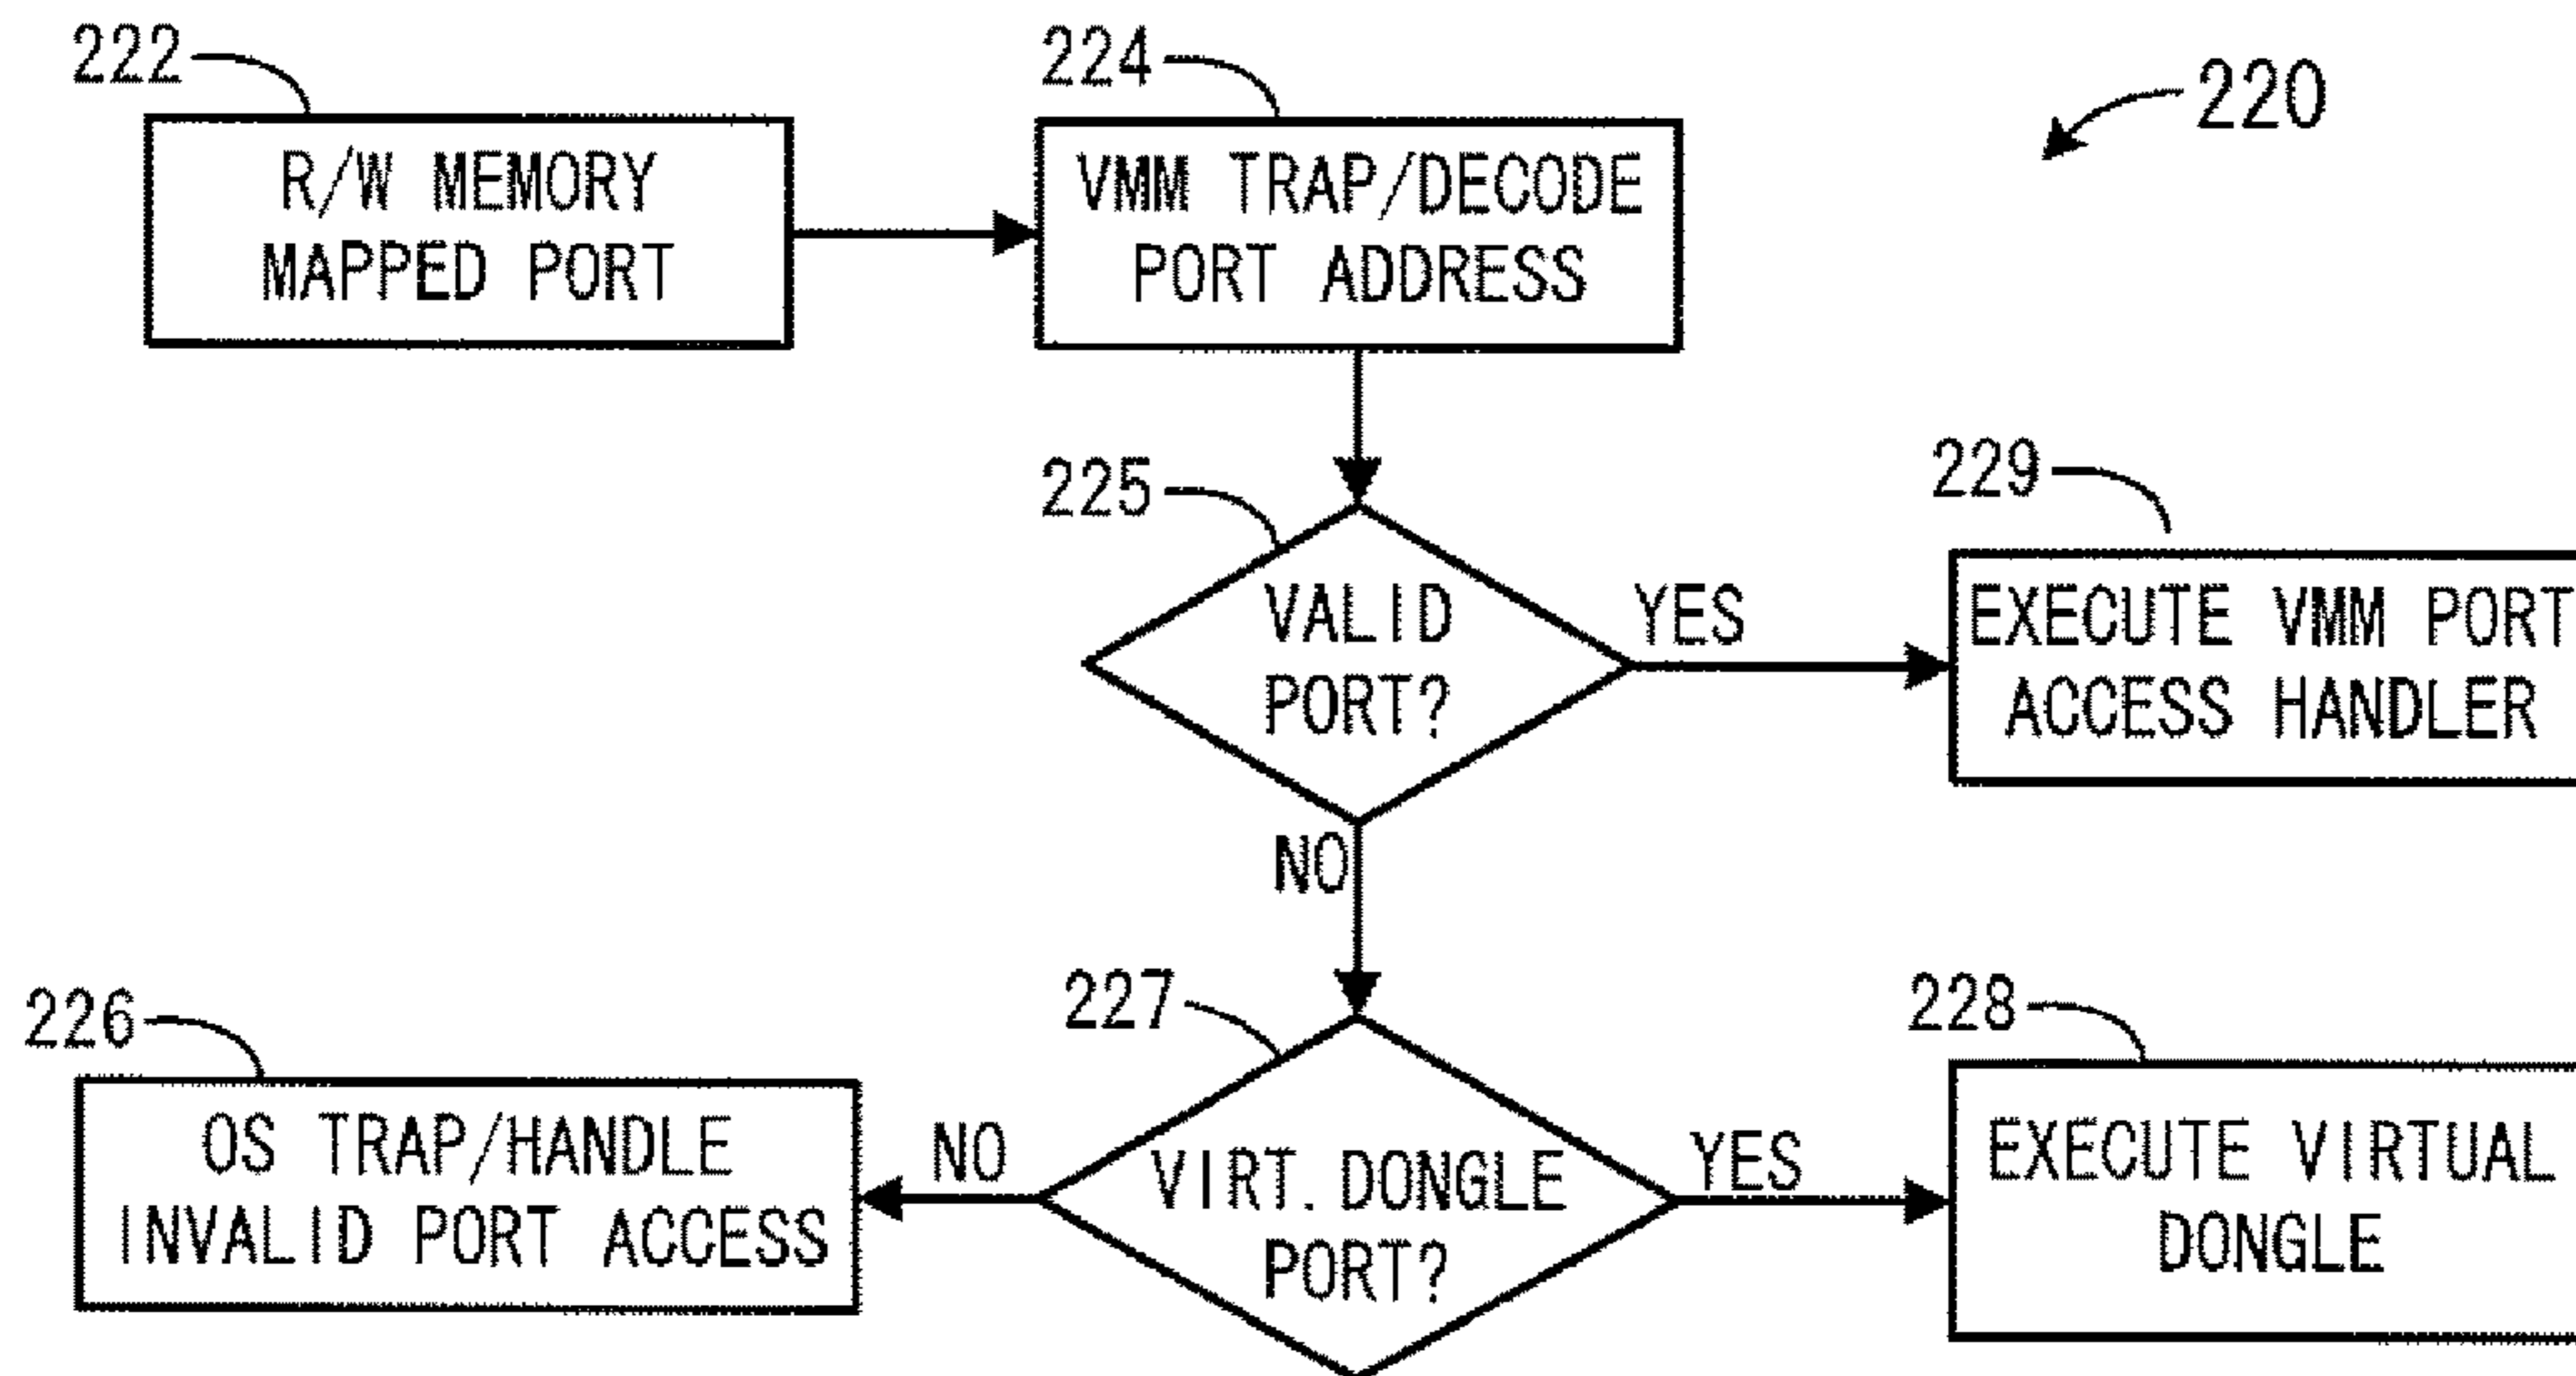 222
224
220
R/W MEMORY
MAPPED PORT
VMM TRAP/DECODE
PORT ADDRESS
225
229
VALID
PORT?
YES
EXECUTE VMM PORT
ACCESS HANDLER
NO
226
227
228
OS TRAP/HANDLE
INVALID PORT ACCESS
NO
VIRT. DONGLE
PORT?
YES
EXECUTE VIRTUAL
DONGLE